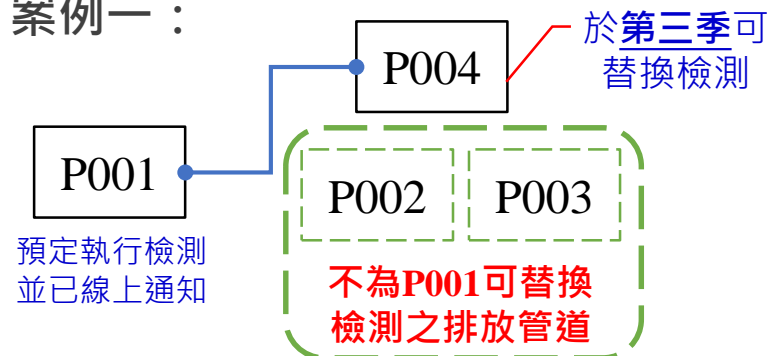 案例一：
P004
於第三季可
替換檢測
P001
預定執行檢測
並已線上通知
P002
P003
不為P001可替換
檢測之排放管道